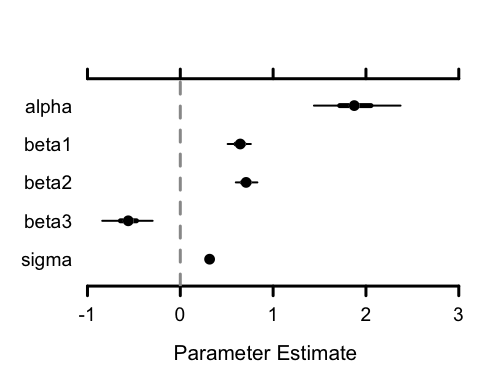 alpha
beta1
beta2
beta3
sigma
-1 0 1 2 3
Parameter Estimate